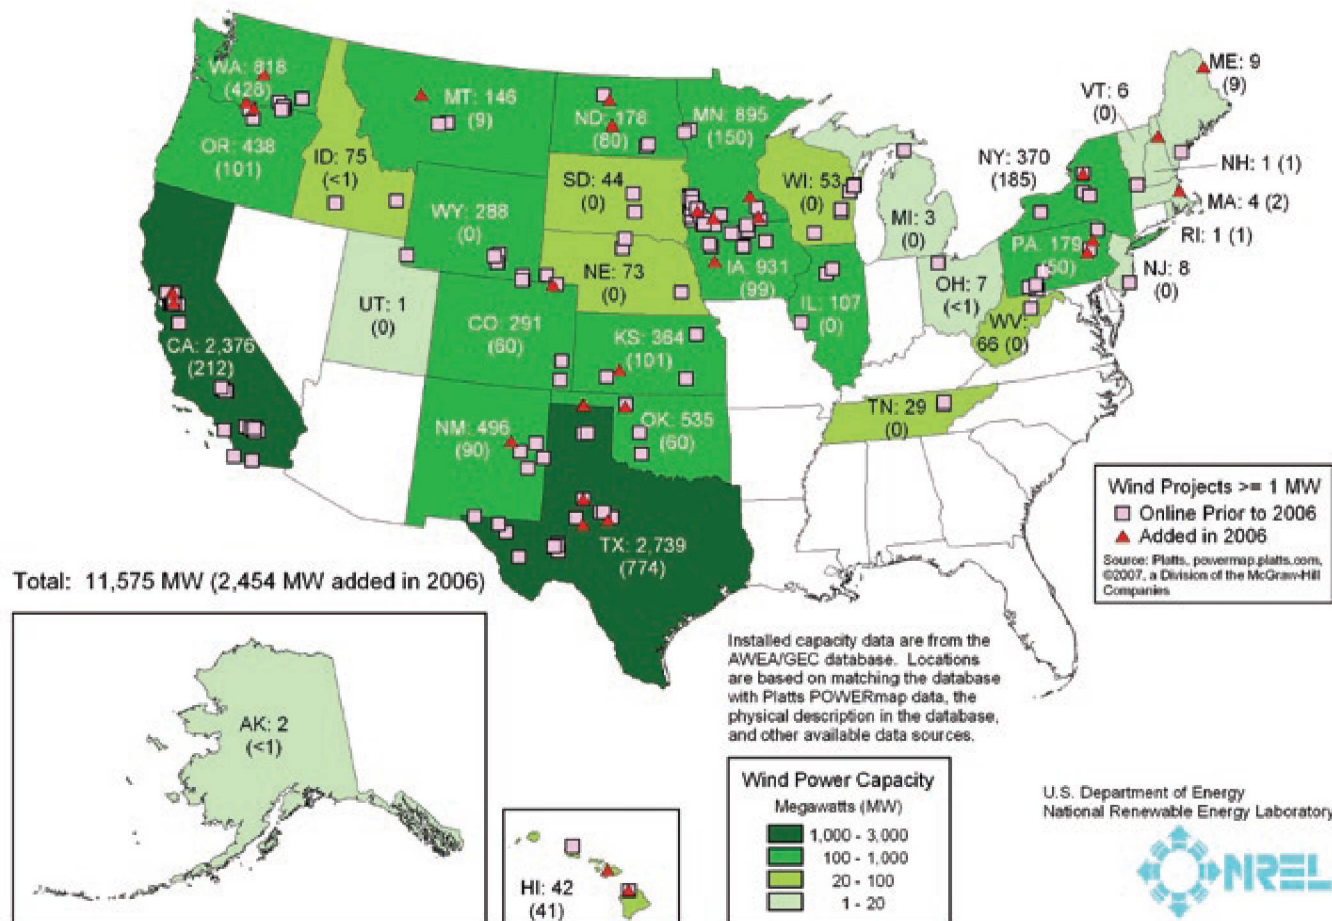 WA: 818
(428)
MT: 146
(9)
ND: 178
(80)
MN: 895
(150)
ME: 9
(9)
VT: 6
(0)
OR: 438
(101)
ID: 75
(<1)
SD: 44
(0)
WI: 53
(0)
NY: 370
(185)
NH: 1 (1)
MA: 4 (2)
RI: 1 (1)
WY: 288
(0)
MI: 3
(0)
PA: 179
(50)
NJ: 8
(0)
NE: 73
(0)
IA: 931
(99)
OH: 7
(<1)
UT: 1
(0)
IL: 107
(0)
WV:
66 (0)
CO: 291
(60)
KS: 364
(101)
CA: 2,376
(212)
NM: 496
(90)
OK: 535
(60)
TN: 29
(0)
TX: 2,739
(774)
Wind Projects >= 1 MW
Online Prior to 2006
Added in 2006
Source: Platts, powermap.platts.com,
©2007, a Division of the McGraw-Hill
Companies
Total: 11,575 MW (2,454 MW added in 2006)
Installed capacity data are from the
AWEA/GEC database. Locations
are based on matching the database
with Platts POWERmap data, the
physical description in the database,
and other available data sources.
AK: 2
(<1)
HI: 42
(41)
Wind Power Capacity
Megawatts (MW)
1,000 - 3,000
100 - 1,000
20 - 100
1 - 20
U.S. Department of Energy
National Renewable Energy Laboratory
NREL